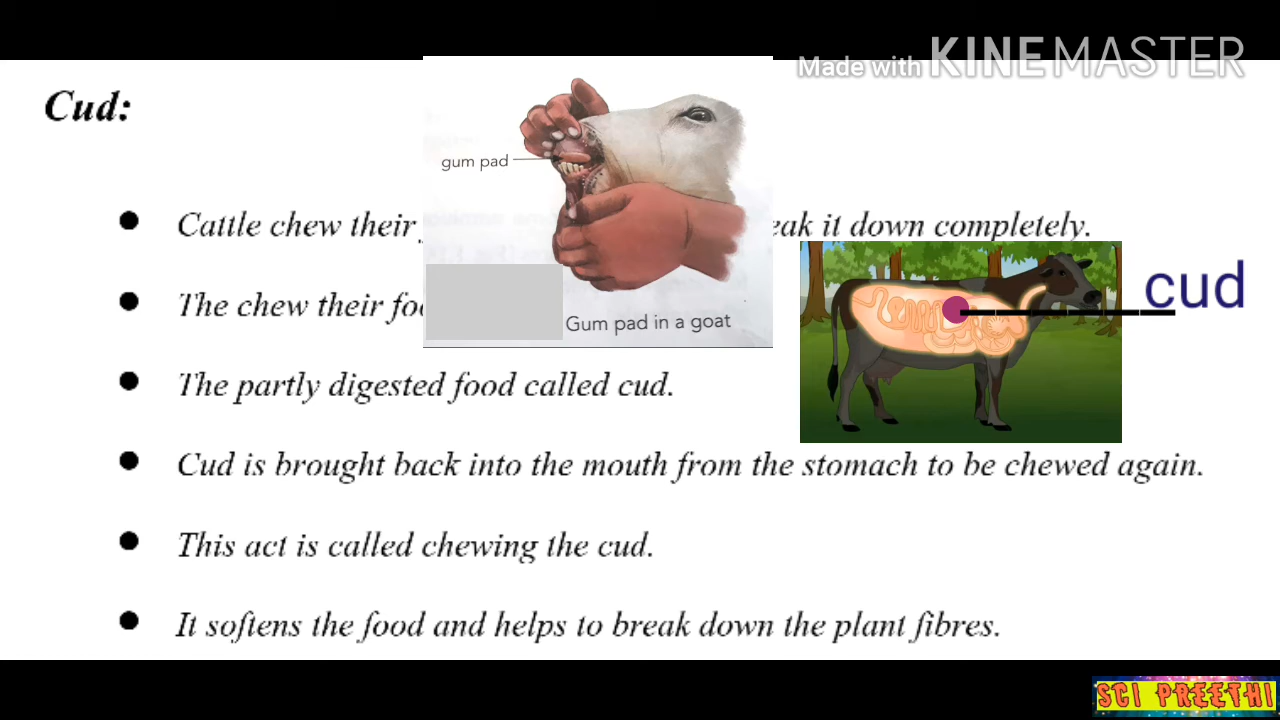 Made with KINEMASTER
Cud:
gum pad
Cattle chew their
it down completely.
cud
The chew their
Gum pad in a goat
The partly digested food called cud.
Cud is brought back into the mouth from the stomach to be chewed again.
This act is called chewing the cud.
It softens the food and helps to break down the plant fibres.
SCI PREETHI